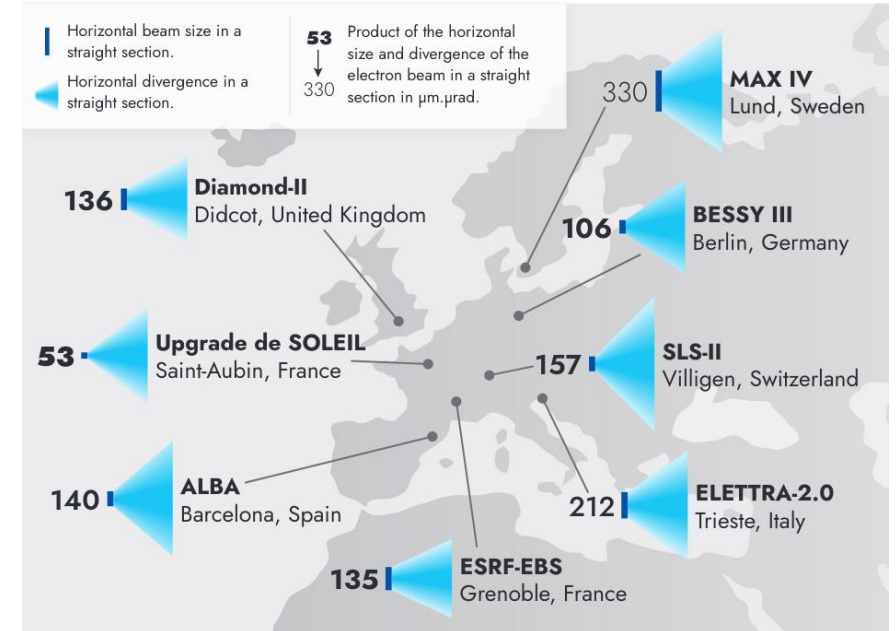 Horizontal beam size in a
straight section.
Horizontal divergence in a
straight section.
53
330
Product of the horizontal
size and divergence of the
electron beam in a straight
section in µm.µrad.
330
MAX IV
Lund, Sweden
136
Diamond-II
Didcot, United Kingdom
106
BESSY III
Berlin, Germany
53
Upgrade de SOLEIL
Saint-Aubin, France
157
SLS-II
Villigen, Switzerland
140
ALBA
Barcelona, Spain
212
ELETTRA-2.0
Trieste, Italy
135
ESRF-EBS
Grenoble, France